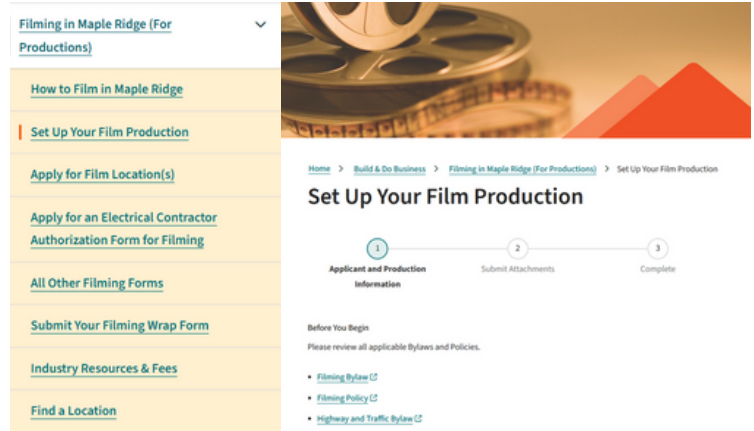 Filming in Maple Ridge (For
Productions)
How to Film in Maple Ridge
Set Up Your Film Production
Apply for Film Location(s)
Apply for an Electrical Contractor
Authorization Form for Filming
All Other Filming Forms
Submit Your Filming Wrap Form
Industry Resources & Fees
Find a Location
Home > Build & Do Business > Filming in Maple Ridge (For Productions) > Set Up Your Film Production
Set Up Your Film Production
1 2 3
Applicant and Production Submit Attachments Complete
Information
Before You Begin
Please review all applicable Bylaws and Policies.
• Filming Bylaw
• Filming Policy
• Highway and Traffic Bylaw